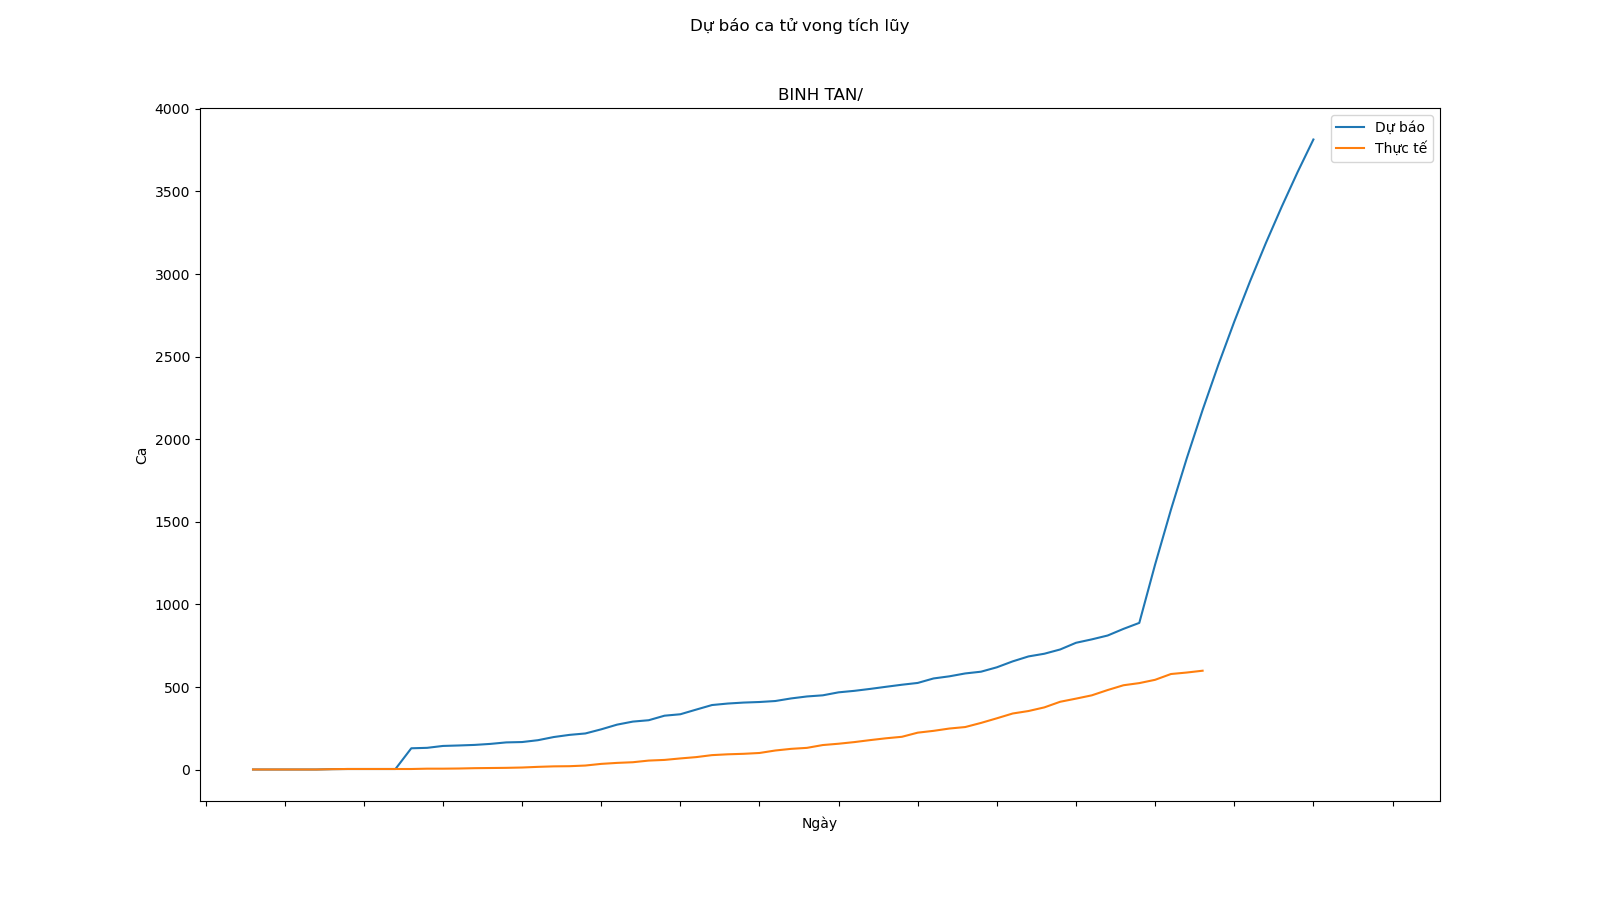 Dự báo ca tử vong tích lũy
BINH TAN/
4000
3500
3000
2500
2000
1500
1000
500
0
Ca
Ngày
Dự báo
Thực tế